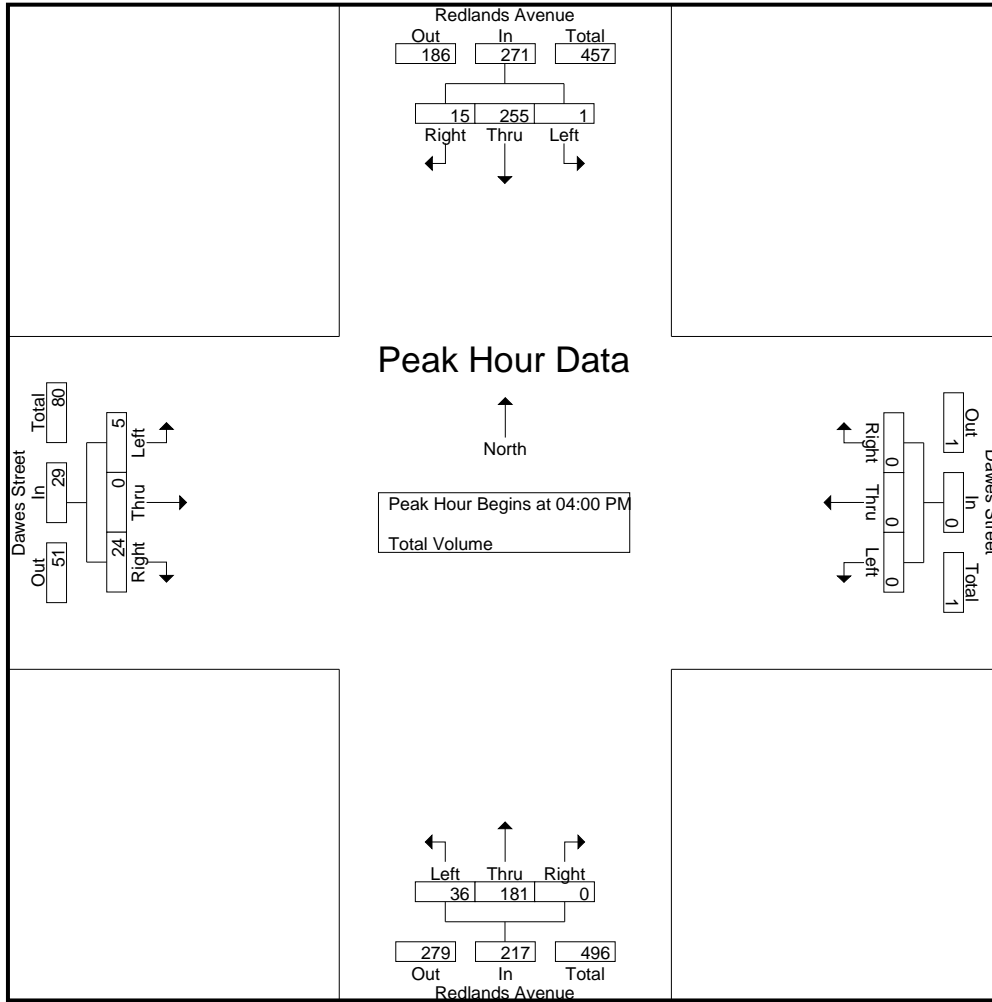 Redlands Avenue
Out In Total
186 271 457
15 255 1
Right Thru Left
Peak Hour Data
North
Peak Hour Begins at 04:00 PM
Total Volume
Dawes Street
Total In Out
80 29 51
5 0 24
Left Thru Right
Dawes Street
Out In Total
1 0 1
Right Thru Left
0 0 0
Left Thru Right
36 181 0
279 217 496
Out In Total
Redlands Avenue